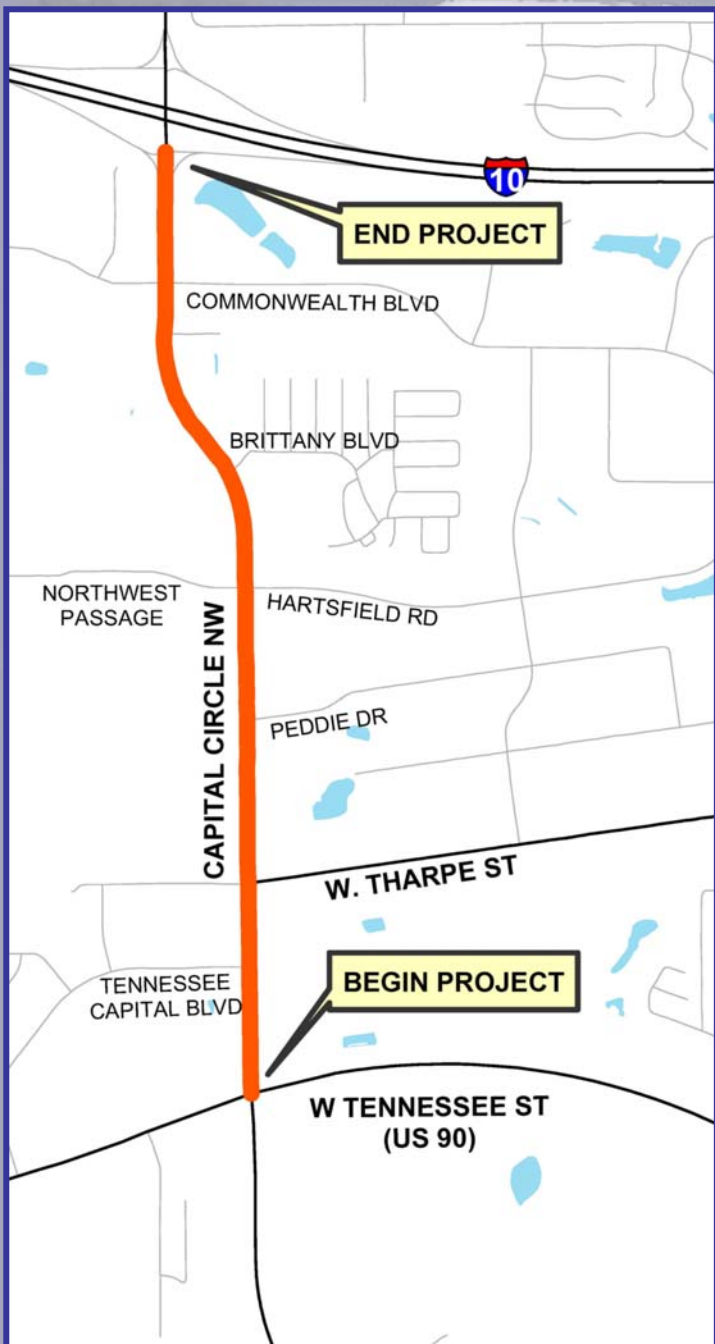 10
END PROJECT
COMMONWEALTH BLVD
BRITTANY BLVD
NORTHWEST
PASSAGE
HARTSFIELD RD
CAPITAL CIRCLE NW
PEDDIE DR
W. THARPE ST
TENNESSEE
CAPITAL BLVD
BEGIN PROJECT
W TENNESSEE ST
(US 90)